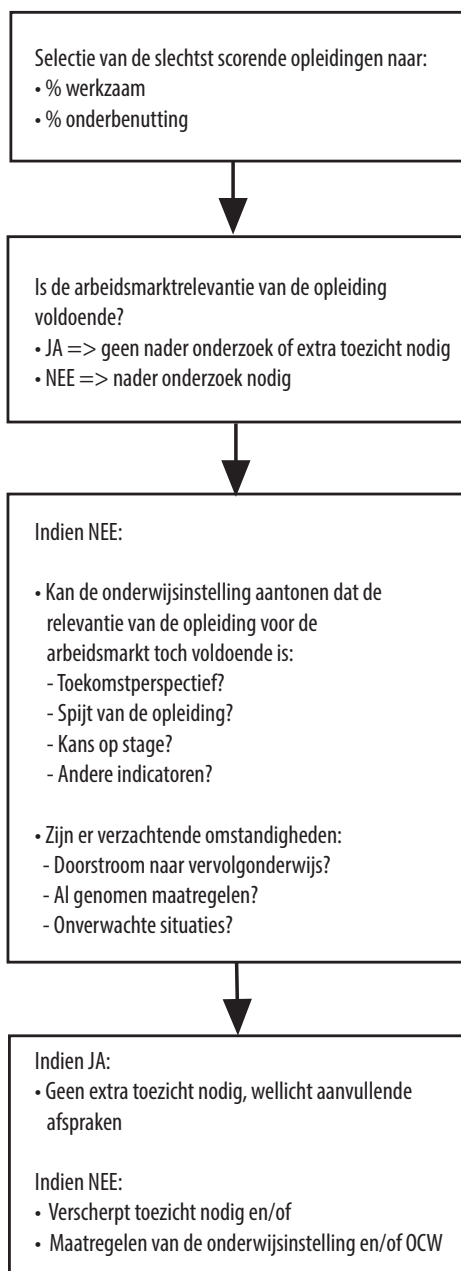 Selectie van de slechtst scorende opleidingen naar:
• % werkzaam
• % onderbenutting
Is de arbeidsmarktrelevantie van de opleiding
voldoende?
• JA => geen nader onderzoek of extra toezicht nodig
• NEE => nader onderzoek nodig
Indien NEE:
• Kan de onderwijsinstelling aantonen dat de
relevantie van de opleiding voor de
arbeidsmarkt toch voldoende is:
- Toekomstperspectief?
- Spijt van de opleiding?
- Kans op stage?
- Andere indicatoren?
• Zijn er verzachtende omstandigheden:
- Doorstroom naar vervolgonderwijs?
- Al genomen maatregelen?
- Onverwachte situaties?
Indien JA:
• Geen extra toezicht nodig, wellicht aanvullende
afspraken
Indien NEE:
• Verscherpt toezicht nodig en/of
• Maatregelen van de onderwijsinstelling en/of OCW